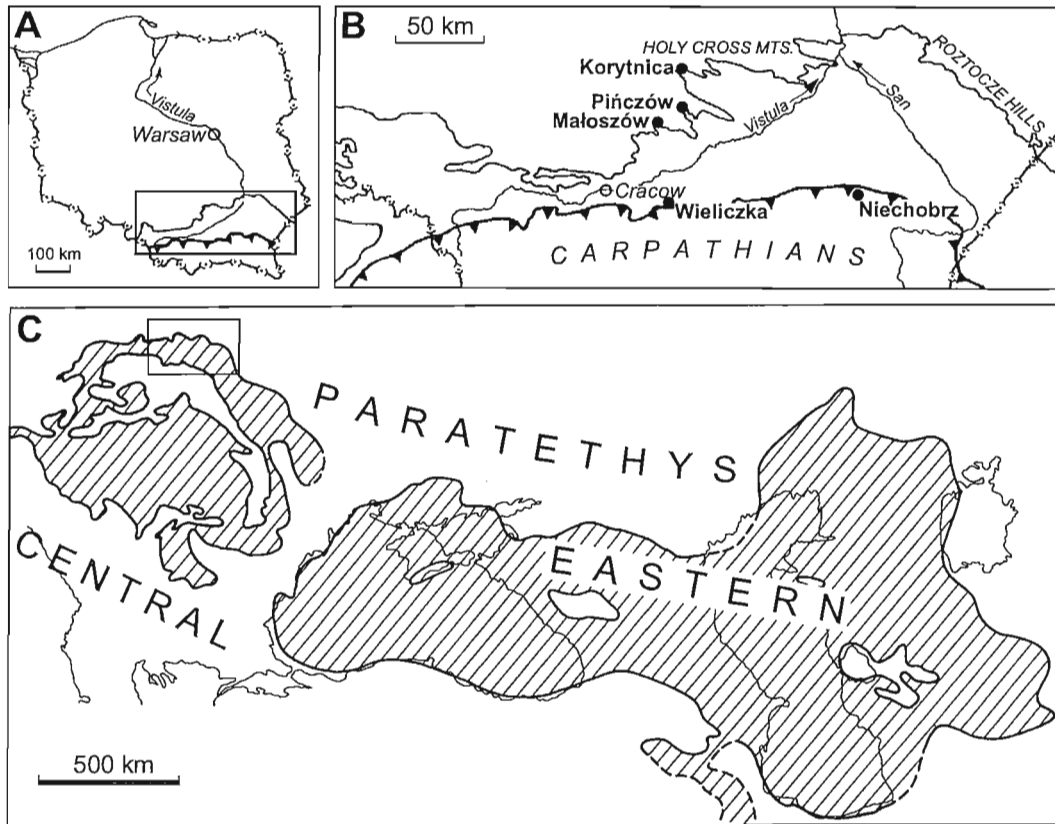 A
Vistula
Warsaw
100 km
B
50 km
HOLY CROSS MTS.
Korytnica
Pińczów
Małoszów
Vistula
San
ROZTOCZE HILLS
Cracow
Wieliczka
Niechobrz
CARPATHIANS
C
PARATETHYS
CENTRAL
EASTERN
500 km